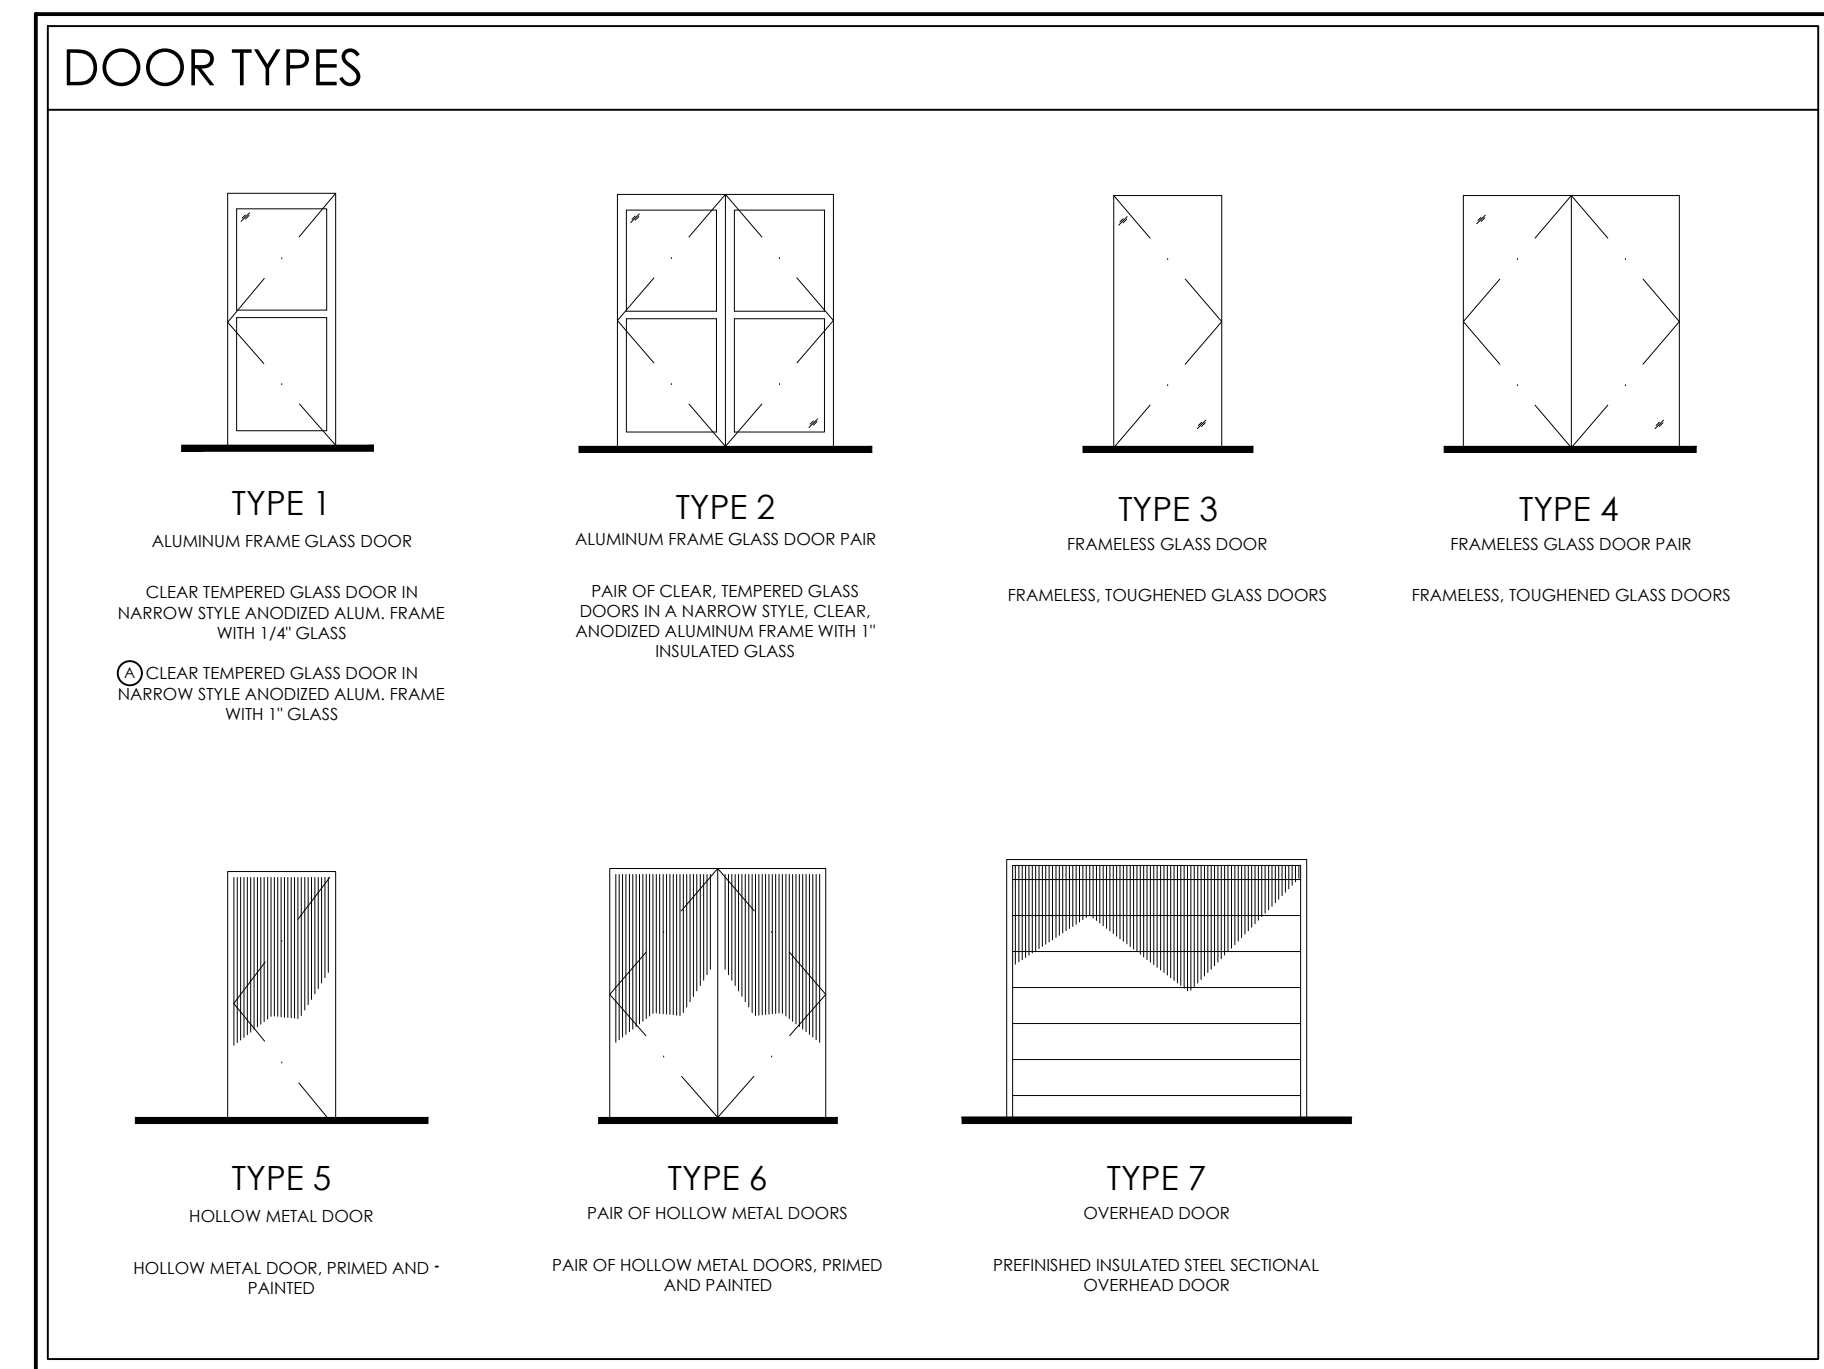 DOOR TYPES
TYPE 1
ALUMINUM FRAME GLASS DOOR
CLEAR TEMPERED GLASS DOOR IN
NARROW STYLE ANODIZED ALUM. FRAME
WITH 1/4" GLASS
A CLEAR TEMPERED GLASS DOOR IN
NARROW STYLE ANODIZED ALUM. FRAME
WITH 1" GLASS
TYPE 2
ALUMINUM FRAME GLASS DOOR PAIR
PAIR OF CLEAR, TEMPERED GLASS
DOORS IN A NARROW STYLE, CLEAR,
ANODIZED ALUMINUM FRAME WITH 1"
INSULATED GLASS
TYPE 3
FRAMELESS GLASS DOOR
FRAMELESS, TOUGHENED GLASS DOORS
TYPE 4
FRAMELESS GLASS DOOR PAIR
FRAMELESS, TOUGHENED GLASS DOORS
TYPE 5
HOLLOW METAL DOOR
HOLLOW METAL DOOR, PRIMED AND -
PAINTED
TYPE 6
PAIR OF HOLLOW METAL DOORS
PAIR OF HOLLOW METAL DOORS, PRIMED
AND PAINTED
TYPE 7
OVERHEAD DOOR
PREFINISHED INSULATED STEEL SECTIONAL
OVERHEAD DOOR